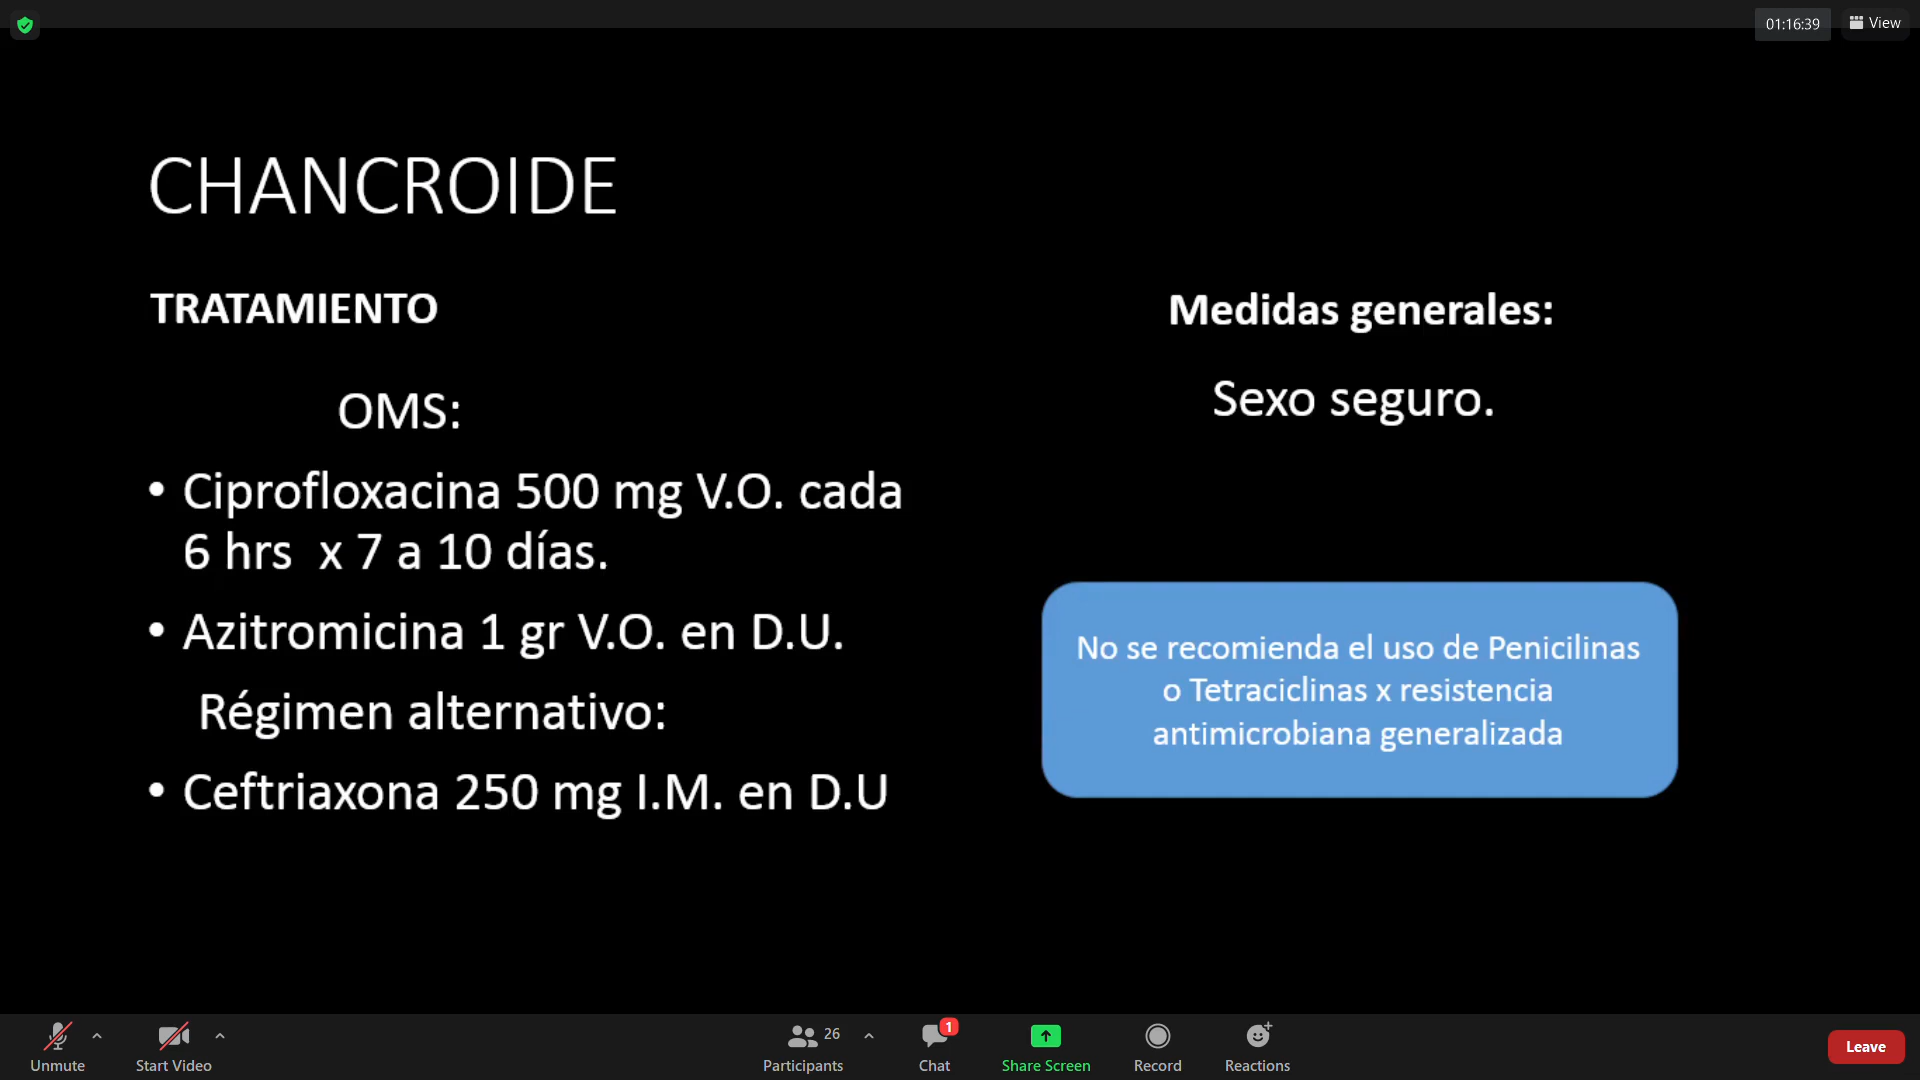 01:16:39
View
CHANCROIDE
TRATAMIENTO
OMS:
• Ciprofloxacina 500 mg V.O. cada
6 hrs  x 7 a 10 días.
• Azitromicina 1 gr V.O. en D.U.
Régimen alternativo:
• Ceftriaxona 250 mg I.M. en D.U
Medidas generales:
Sexo seguro.
No se recomienda el uso de Penicilinas
o Tetraciclinas x resistencia
antimicrobiana generalizada
Unmute
Start Video
26
Participants
1
Chat
Share Screen
Record
Reactions
Leave